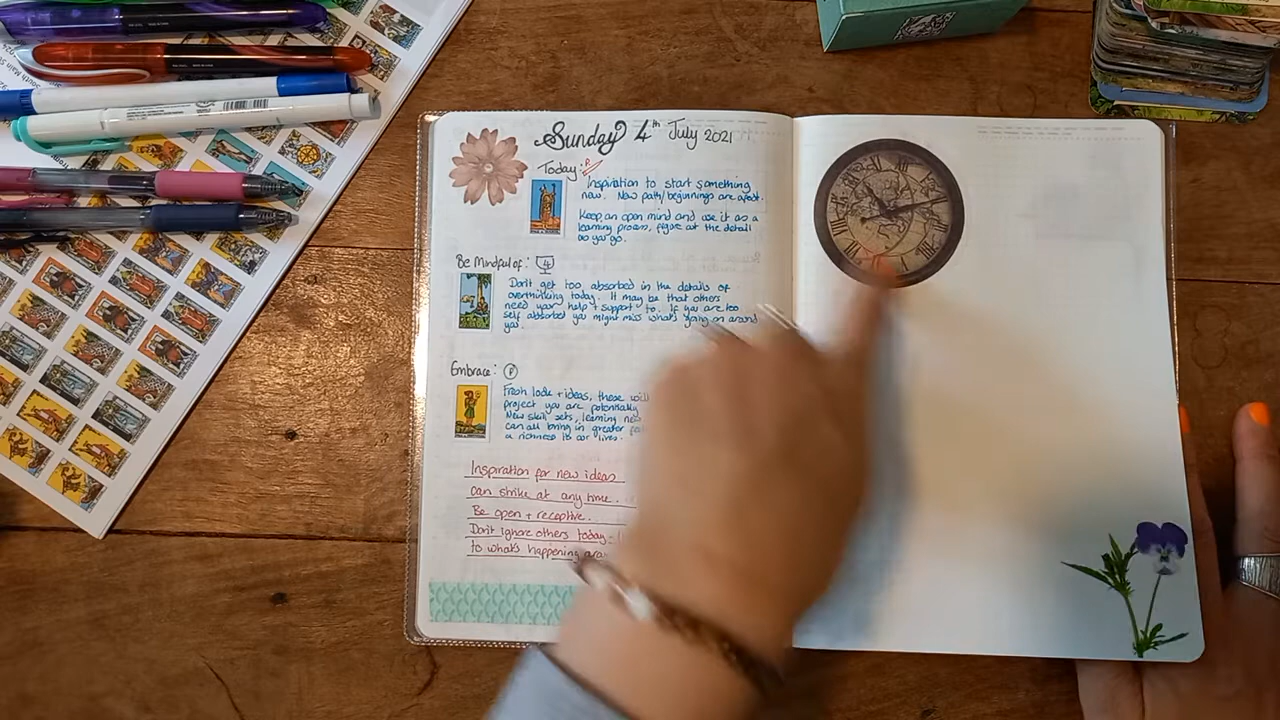 Sunday 4th July 2021
Today:
Inspiration to start something
new. New path/beginnings are afoot.
Keep an open mind and use it as a
learning process, figure out the detail
as you go.
Be Mindful of: 4
Don't get too absorbed in the details of
overthinking today. It may be that others
need your help + support to. If you are too
self absorbed you might miss what's going on around
you.
Embrace: P
Fresh look + ideas, these will
project you are potentially
New skill sets, learning new
can all bring in greater
a richness to our lives.
Inspiration for new ideas
can strike at any time.
Be open + receptive.
Don't ignore others today
to what's happening
South Main